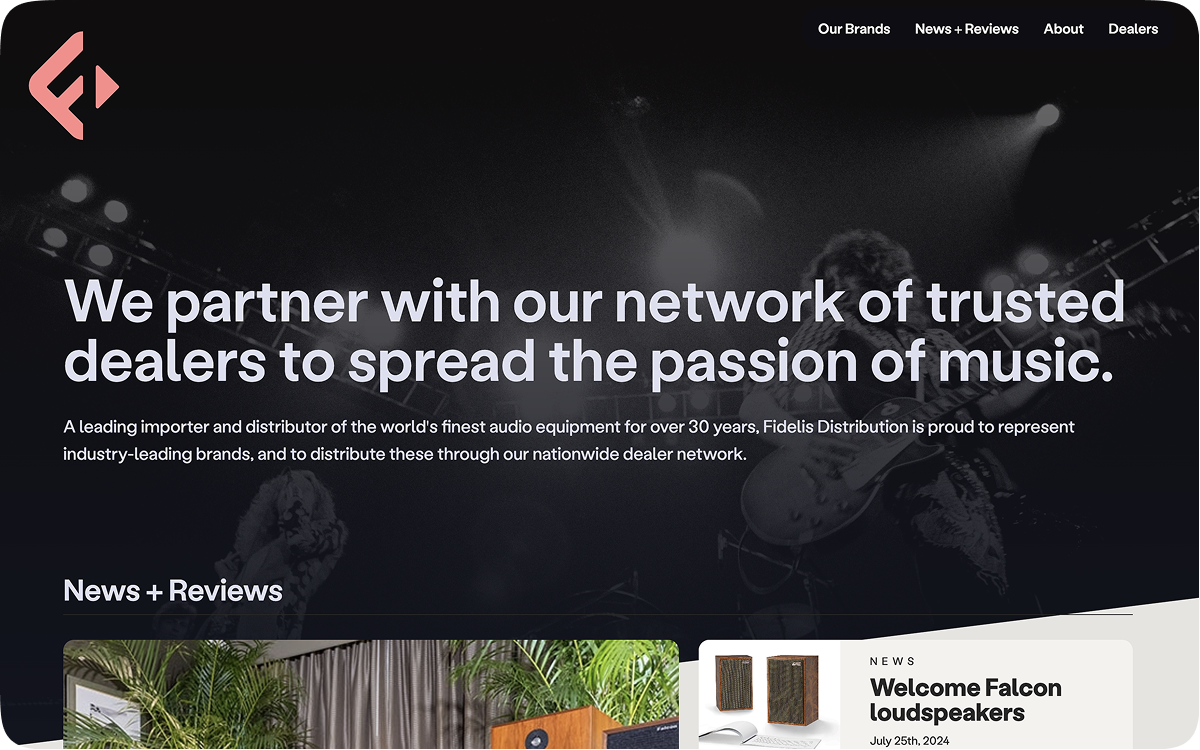 Our Brands News + Reviews About Dealers
We partner with our network of trusted
dealers to spread the passion of music.
A leading importer and distributor of the world's finest audio equipment for over 30 years, Fidelis Distribution is proud to represent
industry-leading brands, and to distribute these through our nationwide dealer network.
News + Reviews
NEWS
Welcome Falcon
loudspeakers
July 25th, 2024